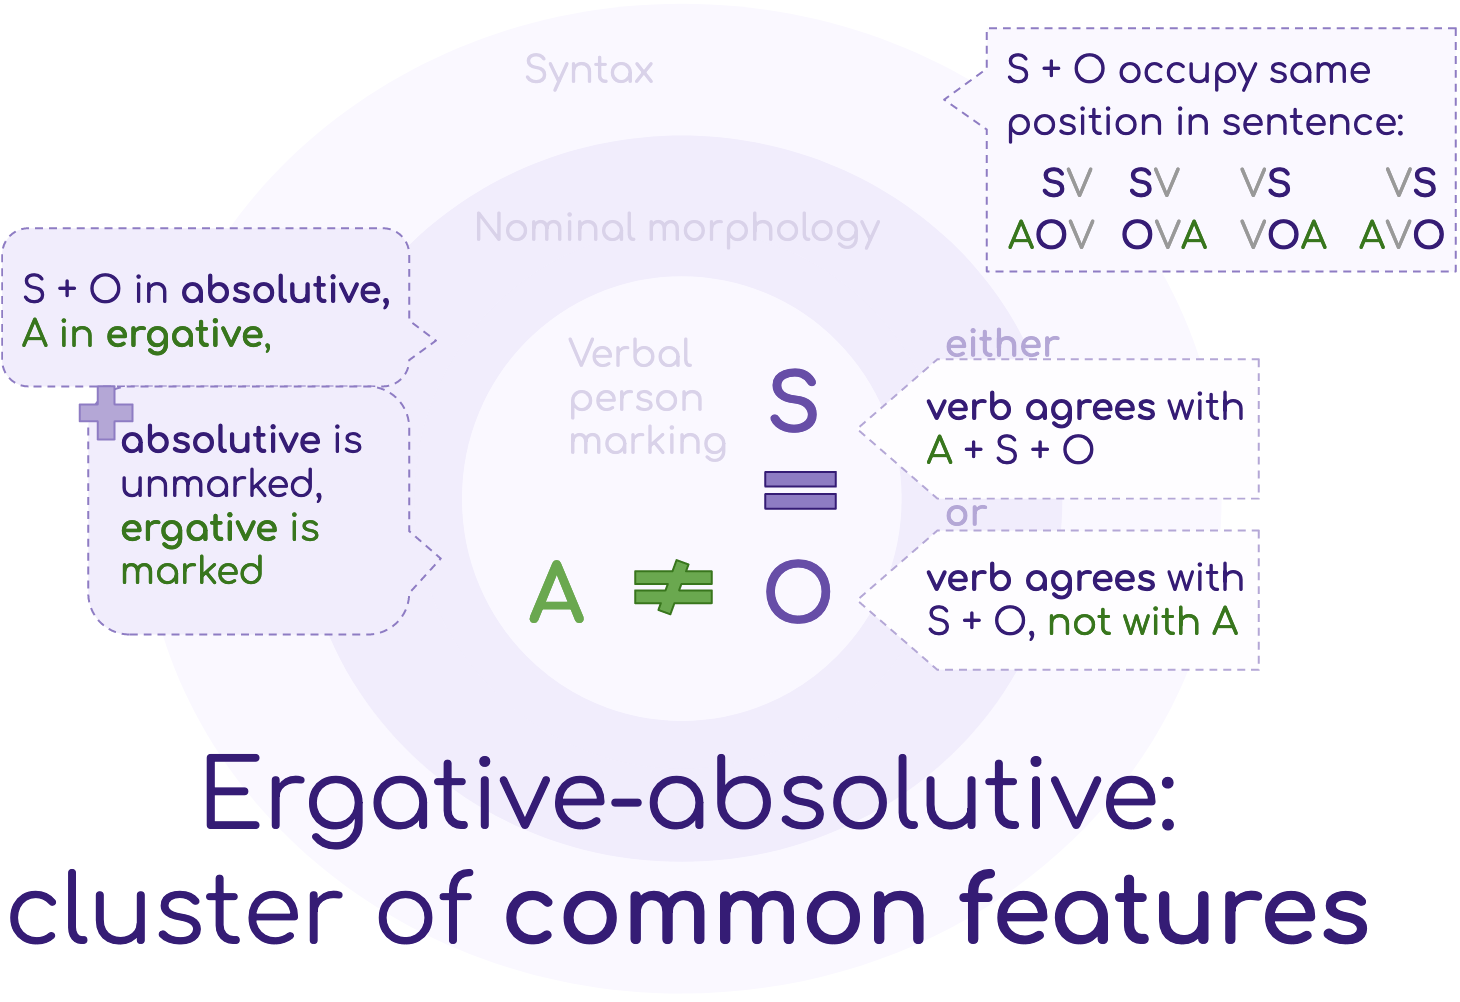 Syntax
S + O occupy same
position in sentence:
SV SV VS VS
AOV OVA VOA AVO
Nominal morphology
S + O in absolutive,
A in ergative,
absolutive is
unmarked,
ergative is
marked
Verbal
person
marking
S
A ≠ O
either
verb agrees with
A + S + O
or
verb agrees with
S + O, not with A
Ergative-absolutive:
cluster of common features